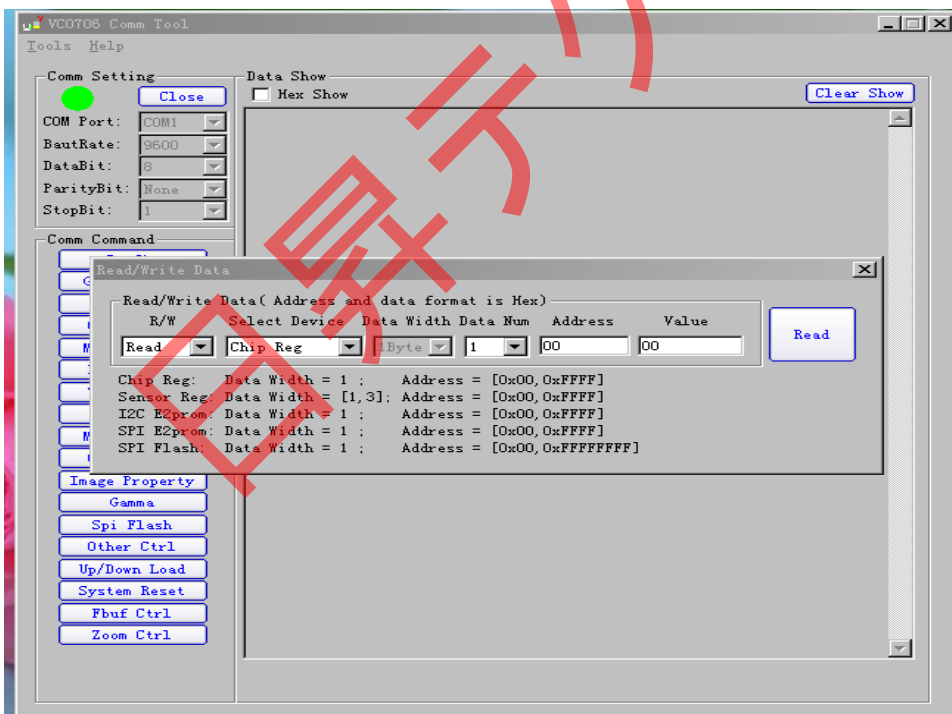 VC0706 Comm Tool
Tools Help
Comm Setting
Close
COM Port: COM1
BautRate: 9600
DataBit: 8
ParityBit: None
StopBit: 1
Data Show
Hex Show
Clear Show
Comm Command
Read/Write Data
Read/Write Data( Address and data format is Hex)
R/W Select Device Data Width Data Num Address Value
Read Chip Reg 1Byte 1 00 00 Read
Chip Reg: Data Width = 1 ; Address = [0x00,0xFFFF]
Sensor Reg: Data Width = [1,3]; Address = [0x00,0xFFFF]
I2C E2prom: Data Width = 1 ; Address = [0x00,0xFFFF]
SPI E2prom: Data Width = 1 ; Address = [0x00,0xFFFF]
SPI Flash: Data Width = 1 ; Address = [0x00,0xFFFFFFFF]
Image Property
Gamma
Spi Flash
Other Ctrl
Up/Down Load
System Reset
Fbuf Ctrl
Zoom Ctrl
日昇テク